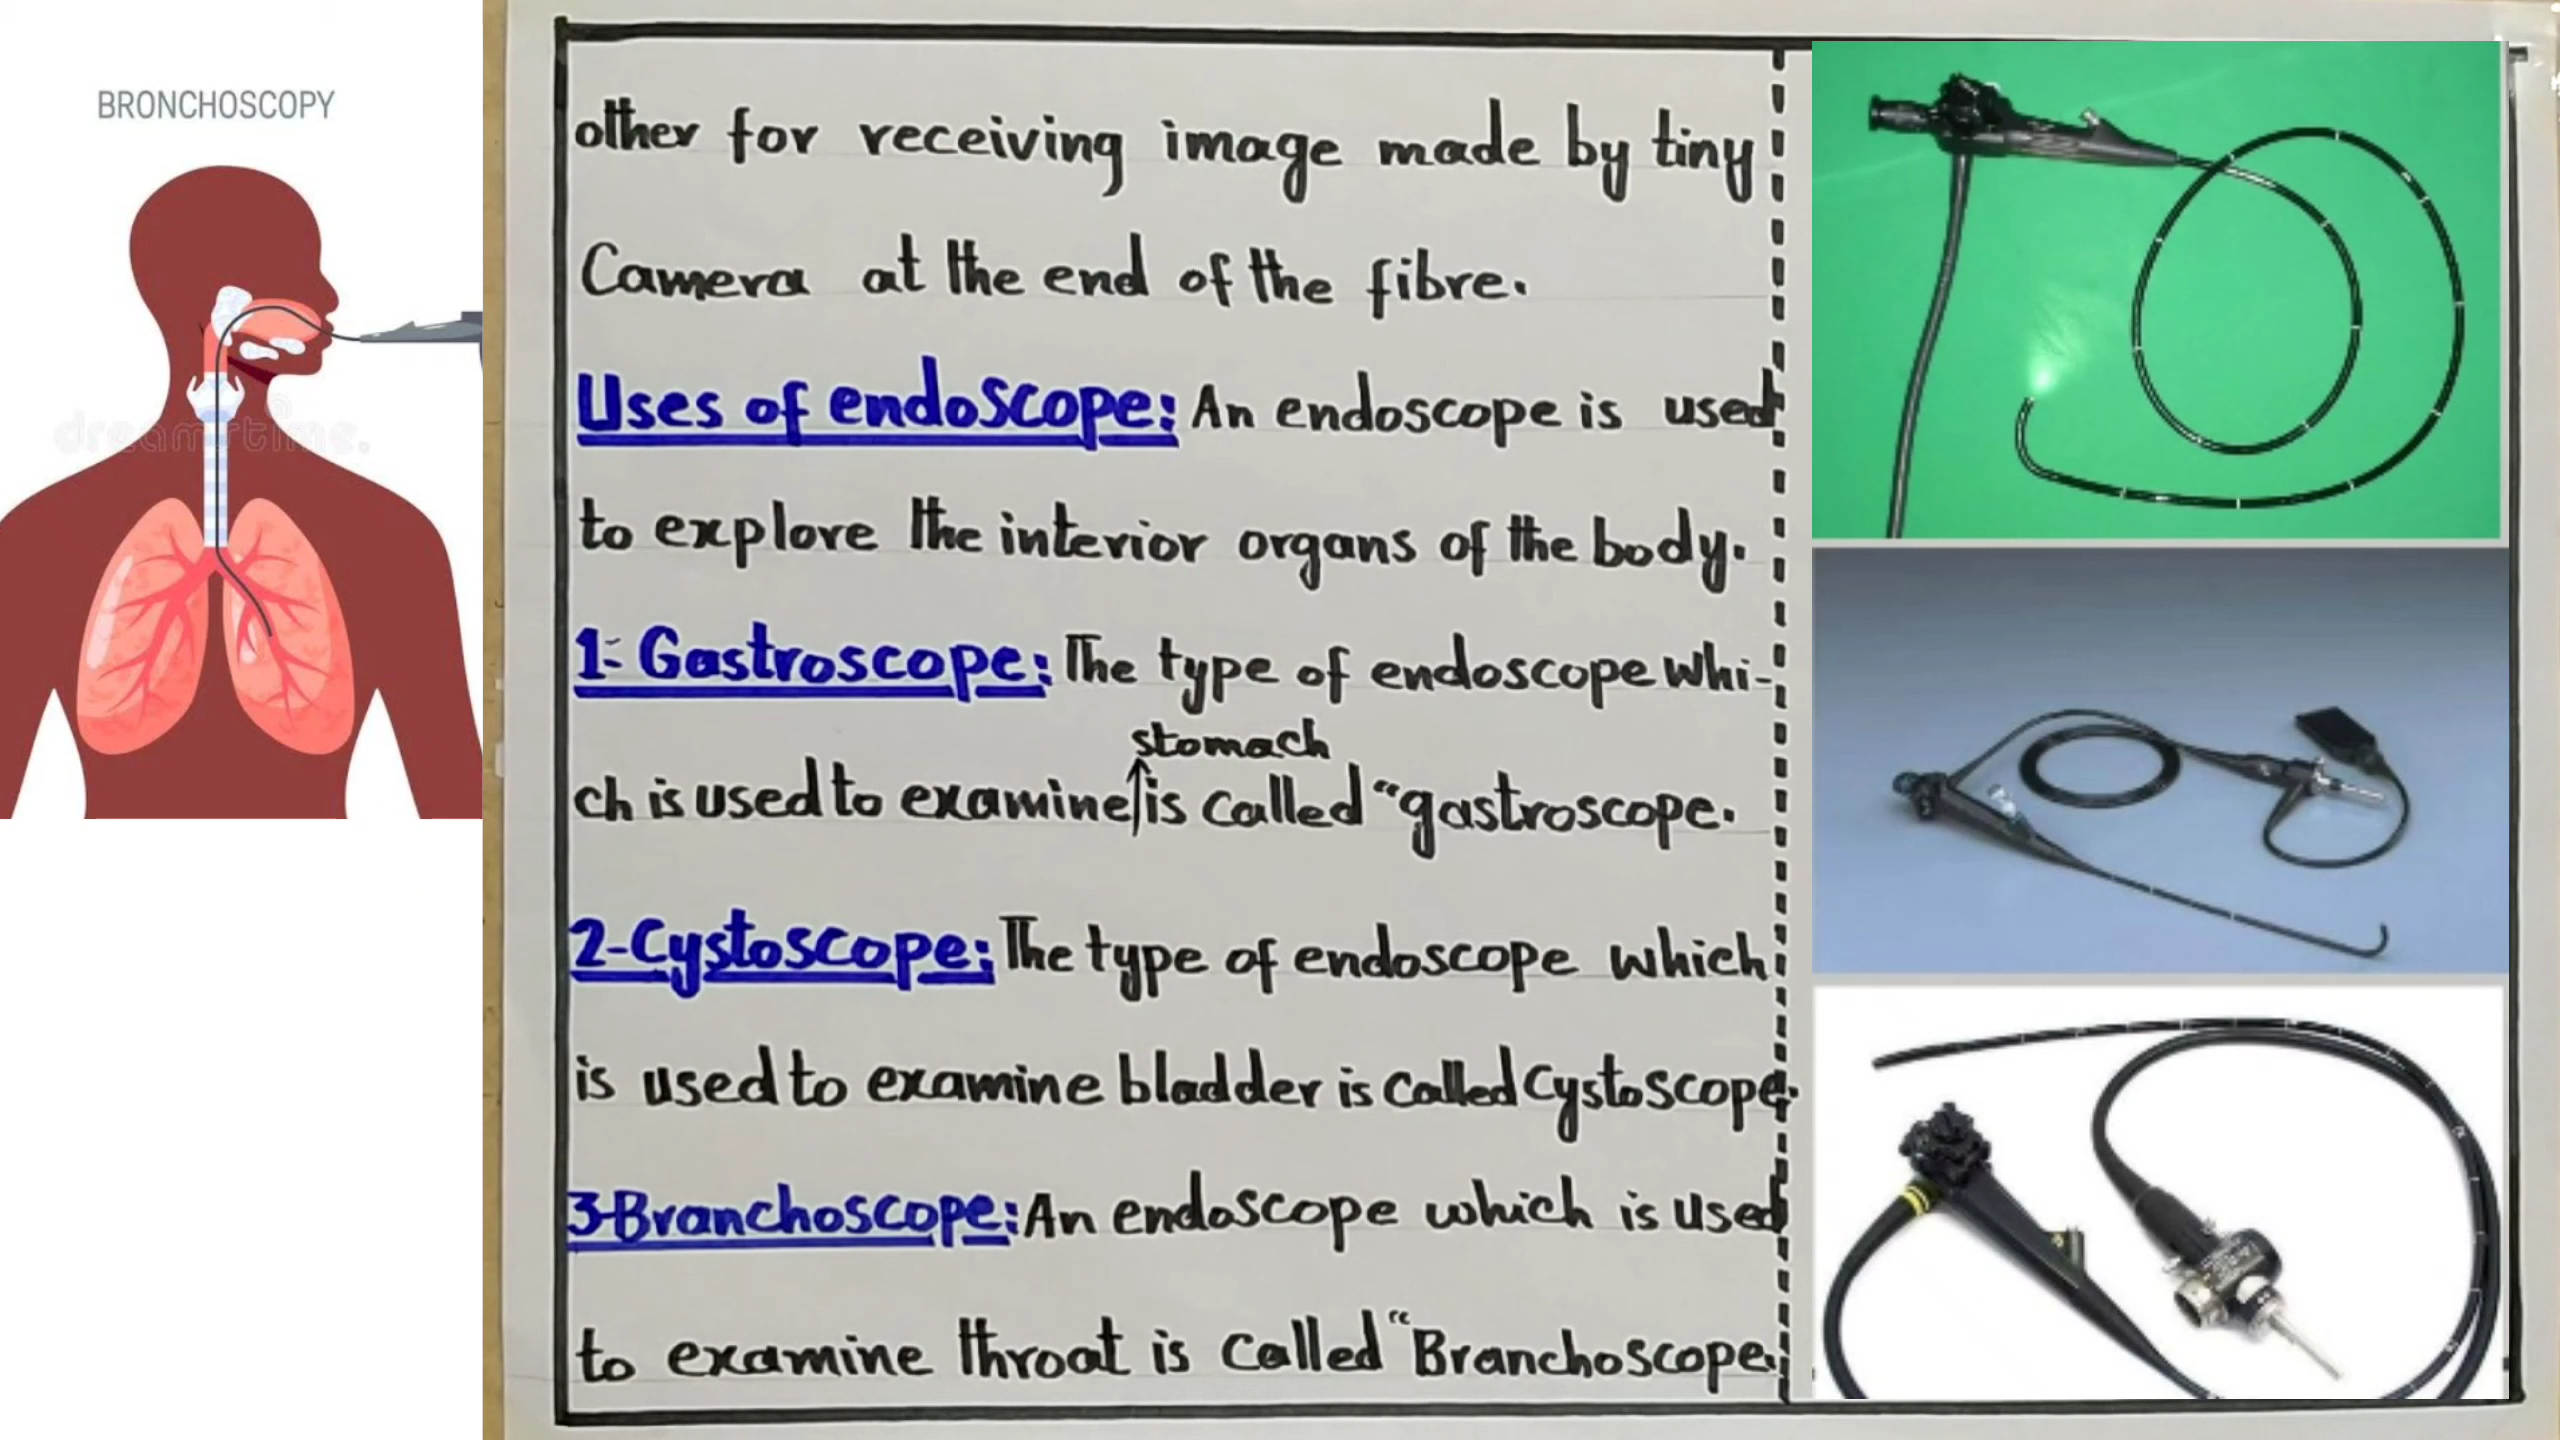 BRONCHOSCOPY
dreamstime.
other for receiving image made by tiny
Camera at the end of the fibre.
Uses of endoscope: An endoscope is used
to explore the interior organs of the body.
1- Gastroscope: The type of endoscope whi-
stomach
ch is used to examine is called "gastroscope.
2-Cystoscope: The type of endoscope which
is used to examine bladder is called Cystoscope.
3-Branchoscope: An endoscope which is used
to examine throat is called "Branchoscope.